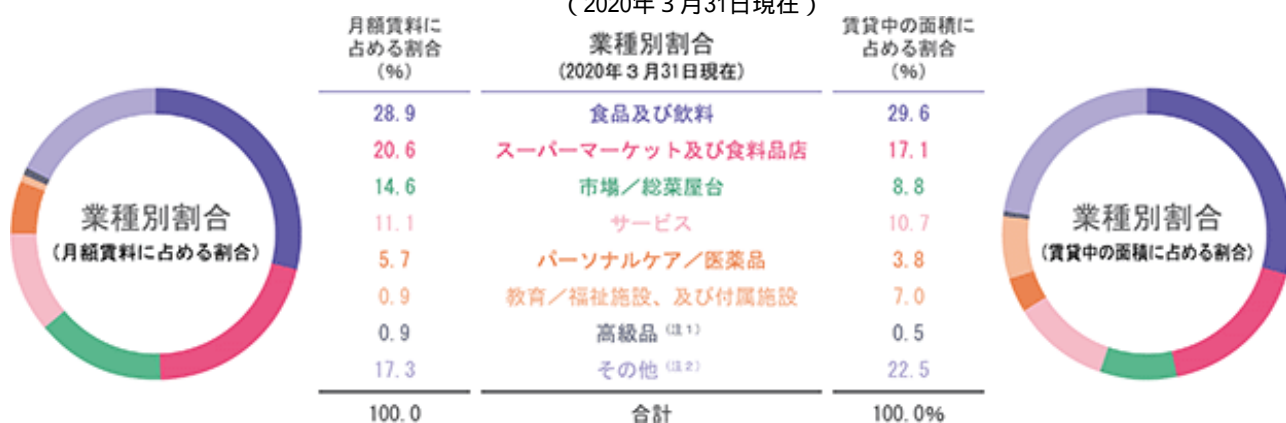 （2020年３月31日現在）
月額賃料に
占める割合
(%)
業種別割合
(2020年３月31日現在)
賃貸中の面積に
占める割合
(%)
28.9 食品及び飲料 29.6
20.6 スーパーマーケット及び食料品店 17.1
14.6 市場／総菜屋台 8.8
11.1 サービス 10.7
5.7 パーソナルケア／医薬品 3.8
0.9 教育／福祉施設、及び付属施設 7.0
0.9 高級品（注1） 0.5
17.3 その他（注2） 22.5
100.0 合計 100.0%
業種別割合
(月額賃料に占める割合)
業種別割合
(賃貸中の面積に占める割合)